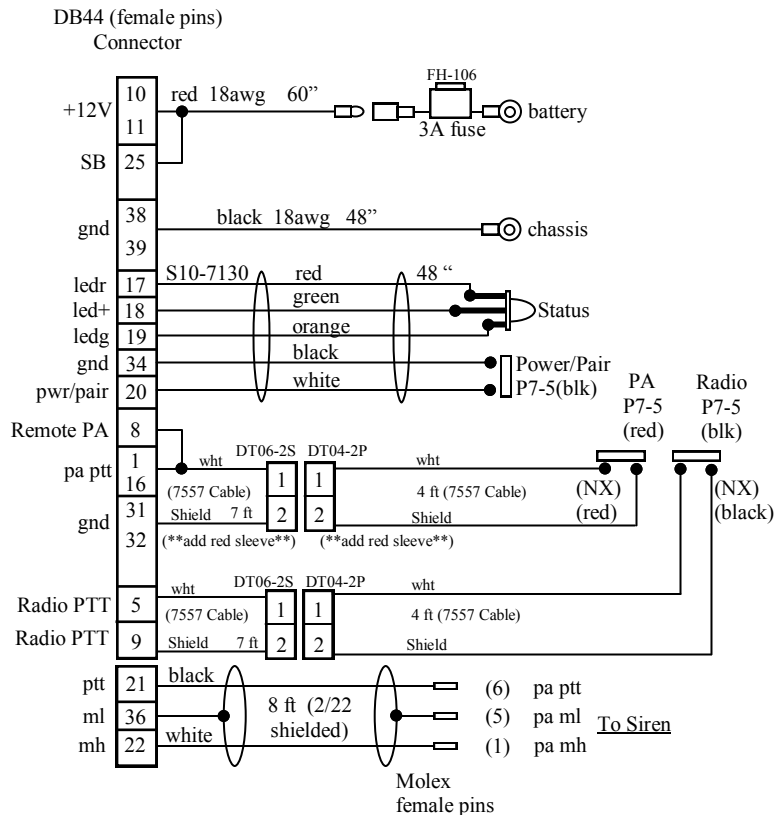 DB44 (female pins)
Connector
FH-106
10
red 18awg 60”
+12V
battery
11
3A fuse
SB
25
38
black 18awg 48”
gnd
chassis
39
ledr
17
S10-7130
red
48 “
led+
18
green
Status
ledg
19
orange
gnd
34
black
Power/Pair
pwr/pair
20
white
P7-5(blk)
PA
P7-5
(red)
Radio
P7-5
(blk)
Remote PA
8
pa ptt
1
16
wht
DT06-2S
DT04-2P
wht
1
1
(7557 Cable)
4 ft (7557 Cable)
(NX)
(red)
(NX)
(black)
gnd
31
32
Shield 7 ft
2
2
Shield
(**add red sleeve**)
(**add red sleeve**)
wht
DT06-2S
DT04-2P
wht
Radio PTT
5
1
1
(7557 Cable)
4 ft (7557 Cable)
Radio PTT
9
Shield 7 ft
2
2
Shield
ptt
21
black
(6) pa ptt
ml
36
8 ft (2/22
shielded)
(5) pa ml
To Siren
mh
22
white
(1) pa mh
Molex
female pins